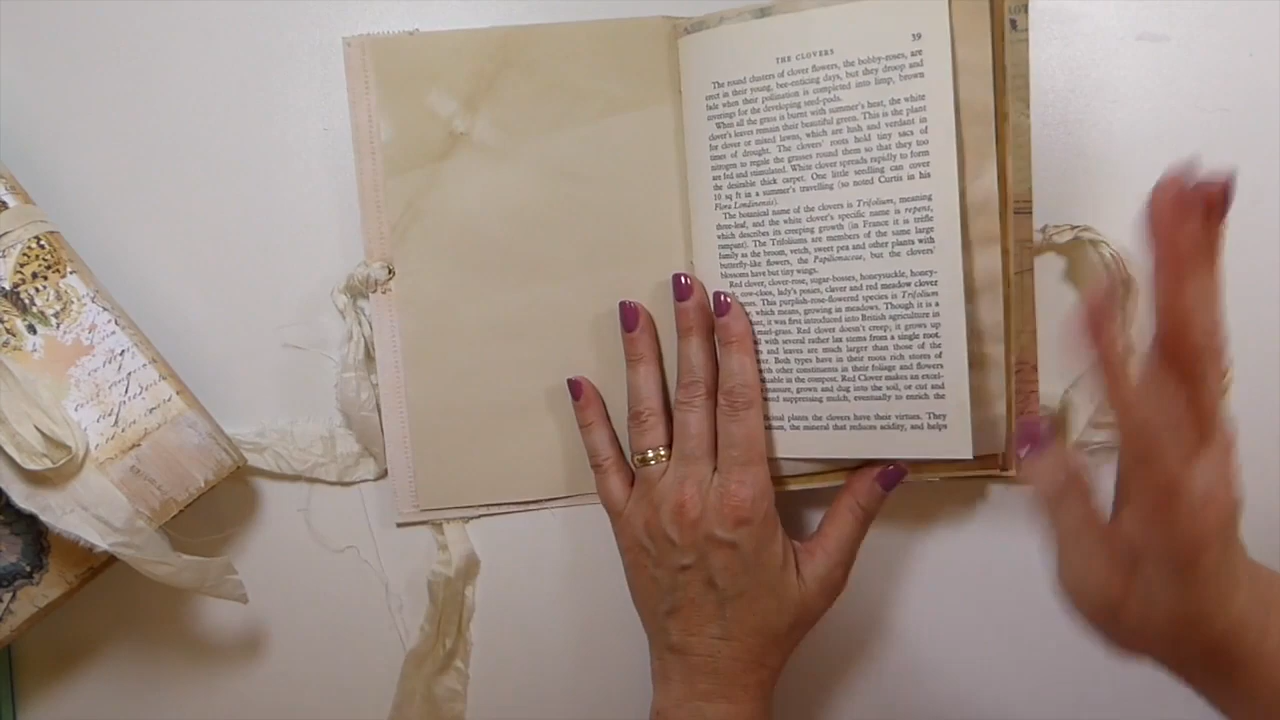 39
THE CLOVERS
The round clusters of clover flowers, the bobby-roses, are
erect in their young, bee-enticing days, but they droop and
fade when their pollination is completed into limp, brown
coverings for the developing seed-pods.
When all the grass is burnt with summer's heat, the white
clover's leaves remain their beautiful green. This is the plant
for clover or mixed lawns, which are lush and verdant in
times of drought. The clovers' roots hold tiny sacs of
nitrogen to regale the grasses round them so that they too
are fed and stimulated. White clover spreads rapidly to form
the desirable thick carpet. One little seedling can cover
10 sq ft in a summer's travelling (so noted Curtis in his
Flora Londinensis).
The botanical name of the clovers is Trifolium, meaning
three-leaf, and the white clover's specific name is repens,
which describes its creeping growth (in France it is trèfle
rampant). The Trifoliums are members of the same large
family as the broom, vetch, sweet pea and other plants with
butterfly-like flowers, the Papilionaceae, but the clovers'
blossoms have but tiny wings.
Red clover, clover-rose, sugar-bosses, honeysuckle, honey-
cow-cloos, lady's posies, claver and red meadow clover
This purplish-rose-flowered species is Trifolium
which means, growing in meadows. Though it is a
it was first introduced into British agriculture in
marl-grass. Red clover doesn't creep; it grows up
with several rather lax stems from a single root.
and leaves are much larger than those of the
Both types have in their roots rich stores of
with other constituents in their foliage and flowers
in the compost. Red Clover makes an excel-
manure, grown and dug into the soil, or cut and
suppressing mulch, eventually to enrich the
plants the clovers have their virtues. They
the mineral that reduces acidity, and helps
LOT